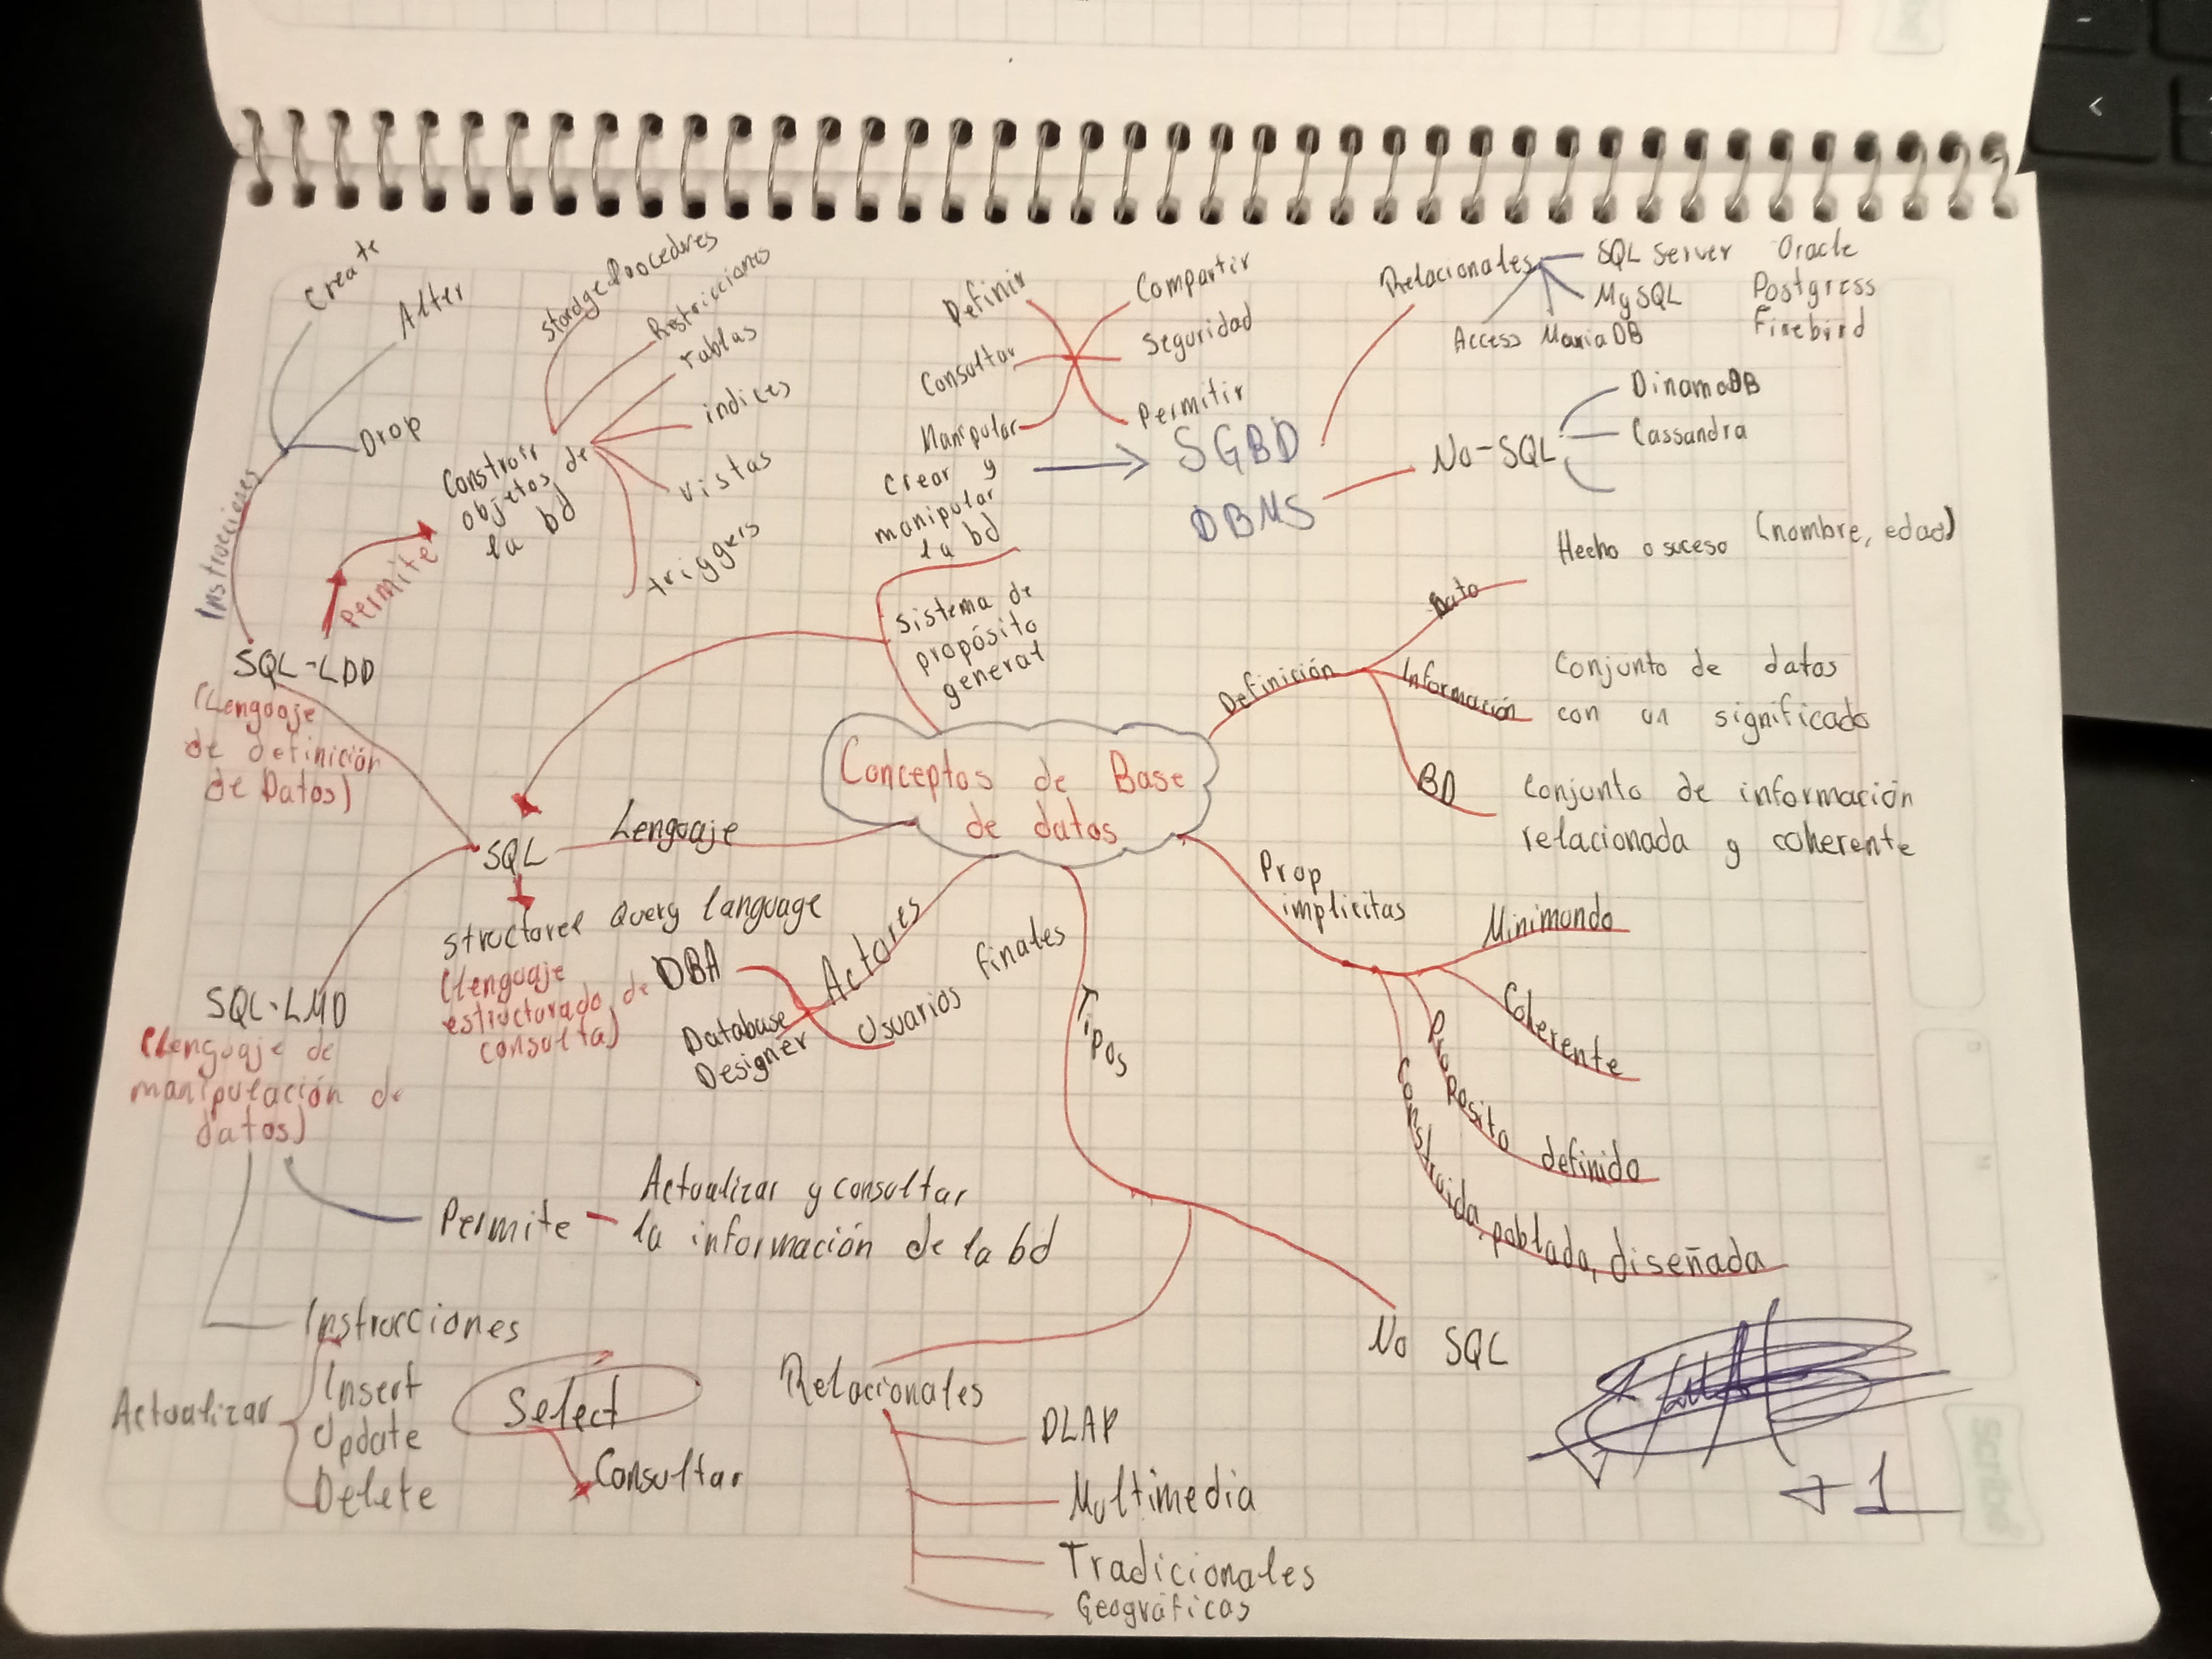 Create
Alter
Drop
Instrucciones
SQL-LDD
(Lenguaje
de definición
de Datos)
Permite
Construir
objetos de
la bd
Storage Procedures
Restricciones
Tablas
indices
vistas
triggers
Definir
Consultar
Manipular
Compartir
Seguridad
Permitir
Crear y
manipular
la bd
SGBD
DBMS
Relacionales
SQL Server
MySQL
MariaDB
Access
Oracle
Postgress
Firebird
No-SQL
DinamoDB
Cassandra
sistema de
propósito
general
Conceptos de Base
de datos
Definición
Dato
Hecho o suceso (nombre, edad)
Información
Conjunto de datos
con un significado
BD
Conjunto de información
relacionada y coherente
Prop
implicitas
Minimundo
Coherente
Proposito definido
Construida, poblada, diseñada
Lenguaje
SQL
structured Query language
(lenguaje
estructurado de
consulta)
Actores
DBA
Database
Designer
Usuarios finales
Tipos
No SQL
Relacionales
DLAP
Multimedia
Tradicionales
Geográficas
SQL-LMD
(Lenguaje de
manipulación de
datos)
Permite
Actualizar y consultar
la información de la bd
Instrucciones
Actualizar
Insert
Update
Delete
Select
Consultar
+1
Scribe